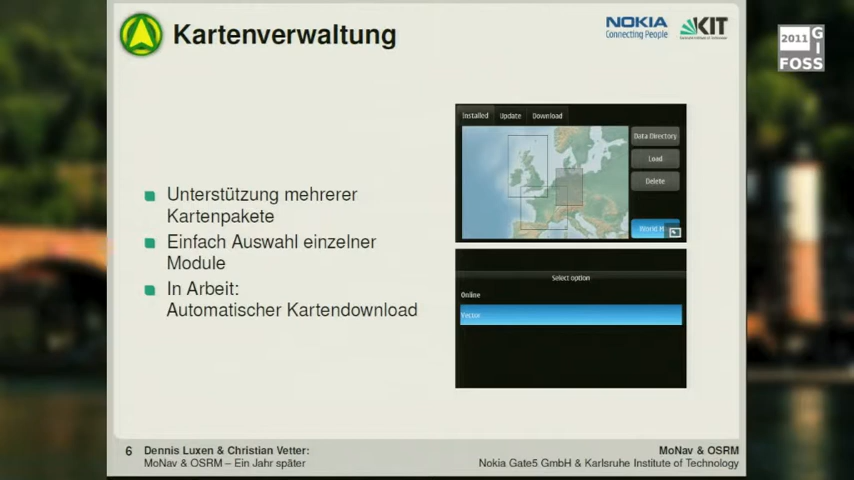 Kartenverwaltung
NOKIA
Connecting People
KIT
2011
GI
FOSS
Unterstützung mehrerer
Kartenpakete
Einfach Auswahl einzelner
Module
In Arbeit:
Automatischer Kartendownload
Installed Update Download
Data Directory
Load
Delete
World
Select option
Online
Vector
6 Dennis Luxen & Christian Vetter:
MoNav & OSRM – Ein Jahr später
MoNav & OSRM
Nokia Gate5 GmbH & Karlsruhe Institute of Technology